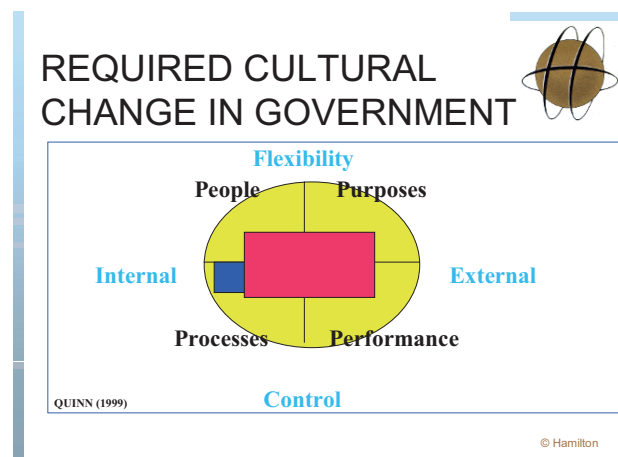 REQUIRED CULTURAL
CHANGE IN GOVERNMENT
Flexibility
People Purposes
Internal External
Processes Performance
QUINN (1999) Control
© Hamilton